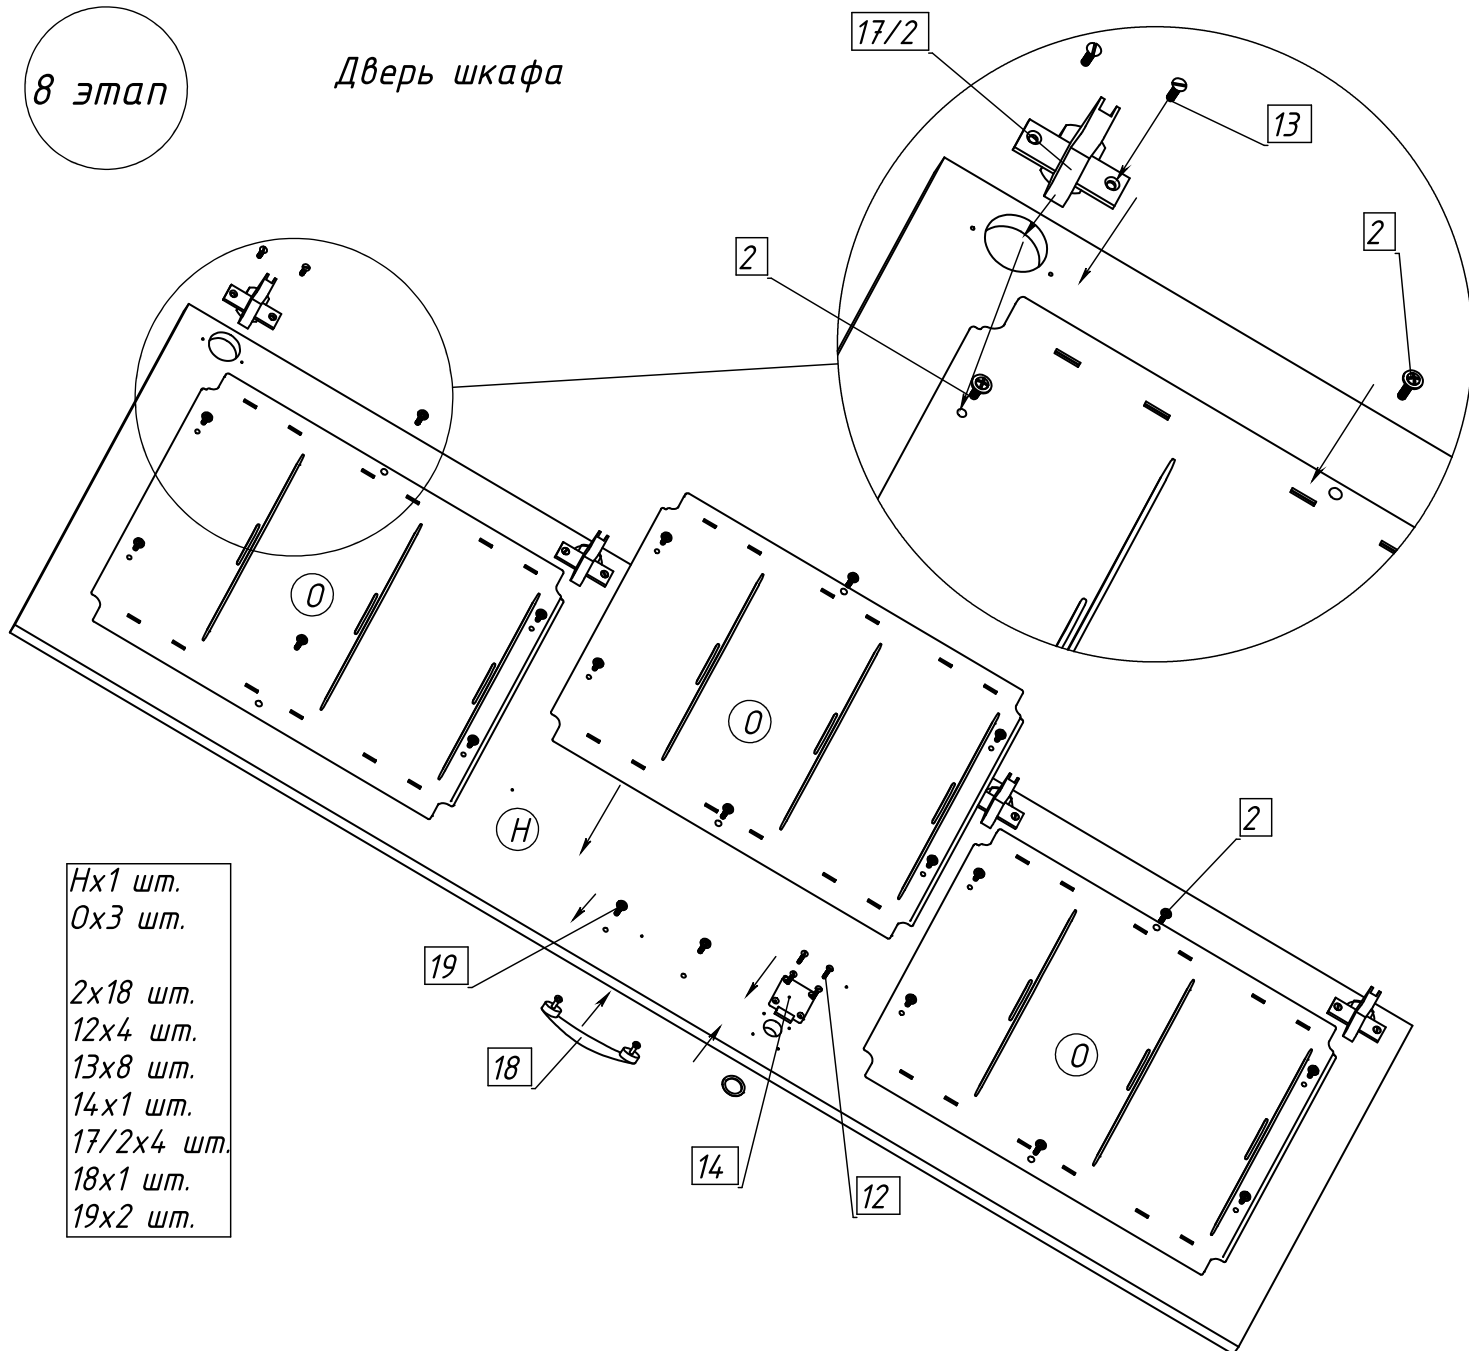 8 этап
Дверь шкафа
17/2
13
2
2
О
О
Н
2
19
О
18
14
12
Нх1 шт.
Ох3 шт.
2х18 шт.
12х4 шт.
13х8 шт.
14х1 шт.
17/2х4 шт.
18х1 шт.
19х2 шт.